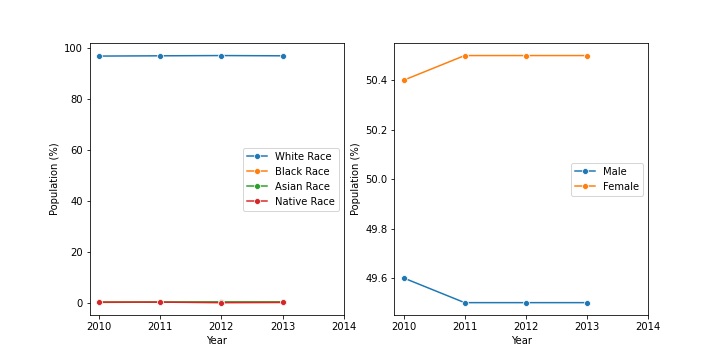 100
80
60
40
20
0
Population (%)
2010 2011 2012 2013 2014
Year
White Race
Black Race
Asian Race
Native Race
50.4
50.2
50.0
49.8
49.6
Population (%)
2010 2011 2012 2013 2014
Year
Male
Female